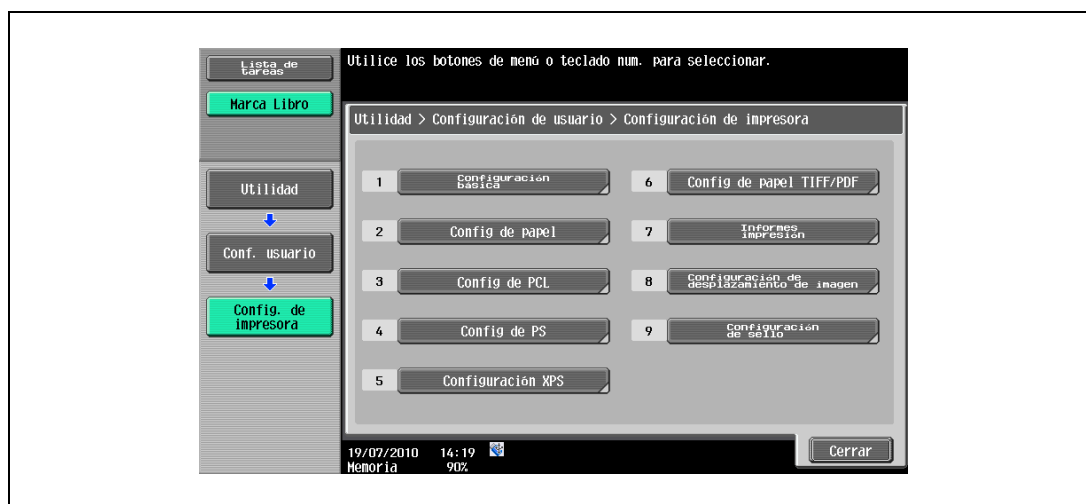 Lista de
tareas
Utilice los botones de menú o teclado num. para seleccionar.
Marca Libro
Utilidad > Configuración de usuario > Configuración de impresora
Utilidad
Conf. usuario
Config. de
impresora
1 Configuración
básica
2 Config de papel
3 Config de PCL
4 Config de PS
5 Configuración XPS
6 Config de papel TIFF/PDF
7 Informes
impresión
8 Configuración de
desplazamiento de imagen
9 Configuración
de sello
19/07/2010 14:19
Memoria 90%
Cerrar